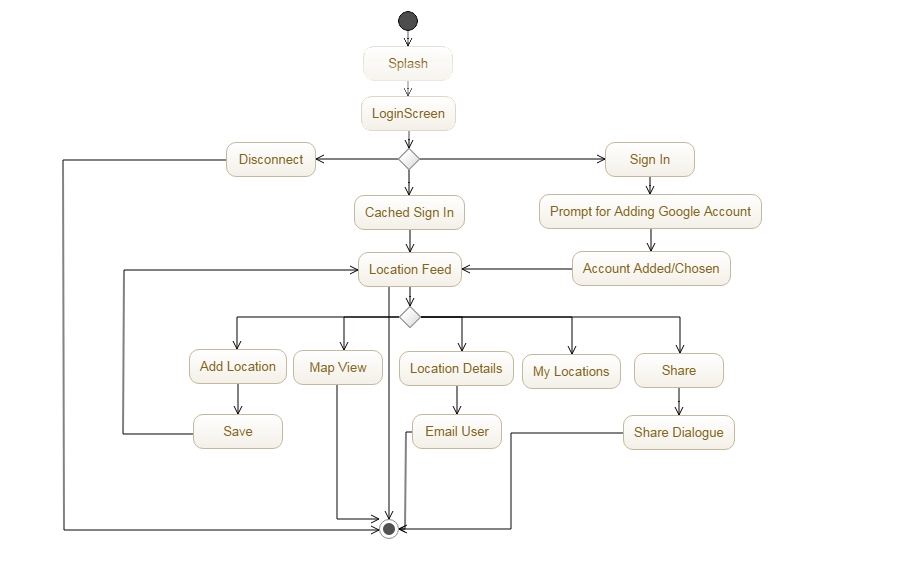 Splash
LoginScreen
Disconnect
Sign In
Cached Sign In
Prompt for Adding Google Account
Location Feed
Account Added/Chosen
Add Location
Map View
Location Details
My Locations
Share
Save
Email User
Share Dialogue